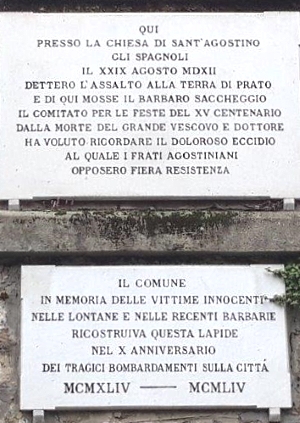 QUI
PRESSO LA CHIESA DI SANT'AGOSTINO
GLI SPAGNOLI
IL XXIX AGOSTO MDXII
DETTERO L'ASSALTO ALLA TERRA DI PRATO
E DI QUI MOSSE IL BARBARO SACCHEGGIO
IL COMITATO PER LE FESTE DEL XV CENTENARIO
DALLA MORTE DEL GRANDE VESCOVO E DOTTORE
HA VOLUTO RICORDARE IL DOLOROSO ECCIDIO
AL QUALE I FRATI AGOSTINIANI
OPPOSERO FIERA RESISTENZA
IL COMUNE
IN MEMORIA DELLE VITTIME INNOCENTI
NELLE LONTANE E NELLE RECENTI BARBARIE
RICOSTRUIVA QUESTA LAPIDE
NEL X ANNIVERSARIO
DEI TRAGICI BOMBARDAMENTI SULLA CITTÁ
MCMXLIV — MCMLIV